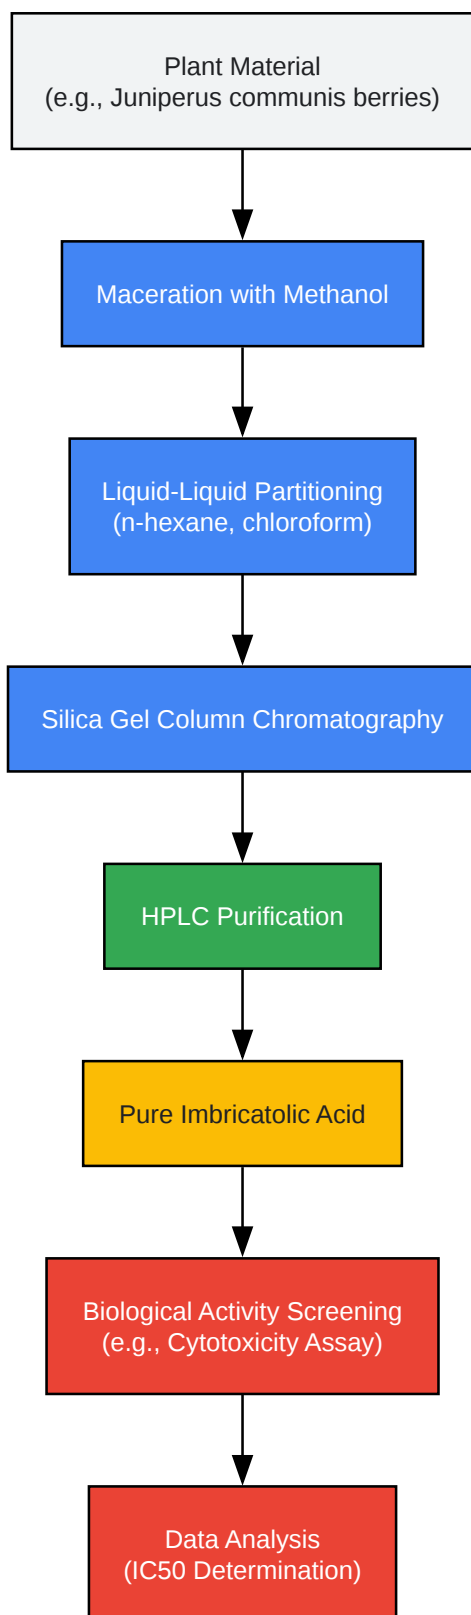 Plant Material
(e.g., Juniperus communis berries)
Maceration with Methanol
Liquid-Liquid Partitioning
(n-hexane, chloroform)
Silica Gel Column Chromatography
HPLC Purification
Pure Imbricatolic Acid
Biological Activity Screening
(e.g., Cytotoxicity Assay)
Data Analysis
(IC50 Determination)